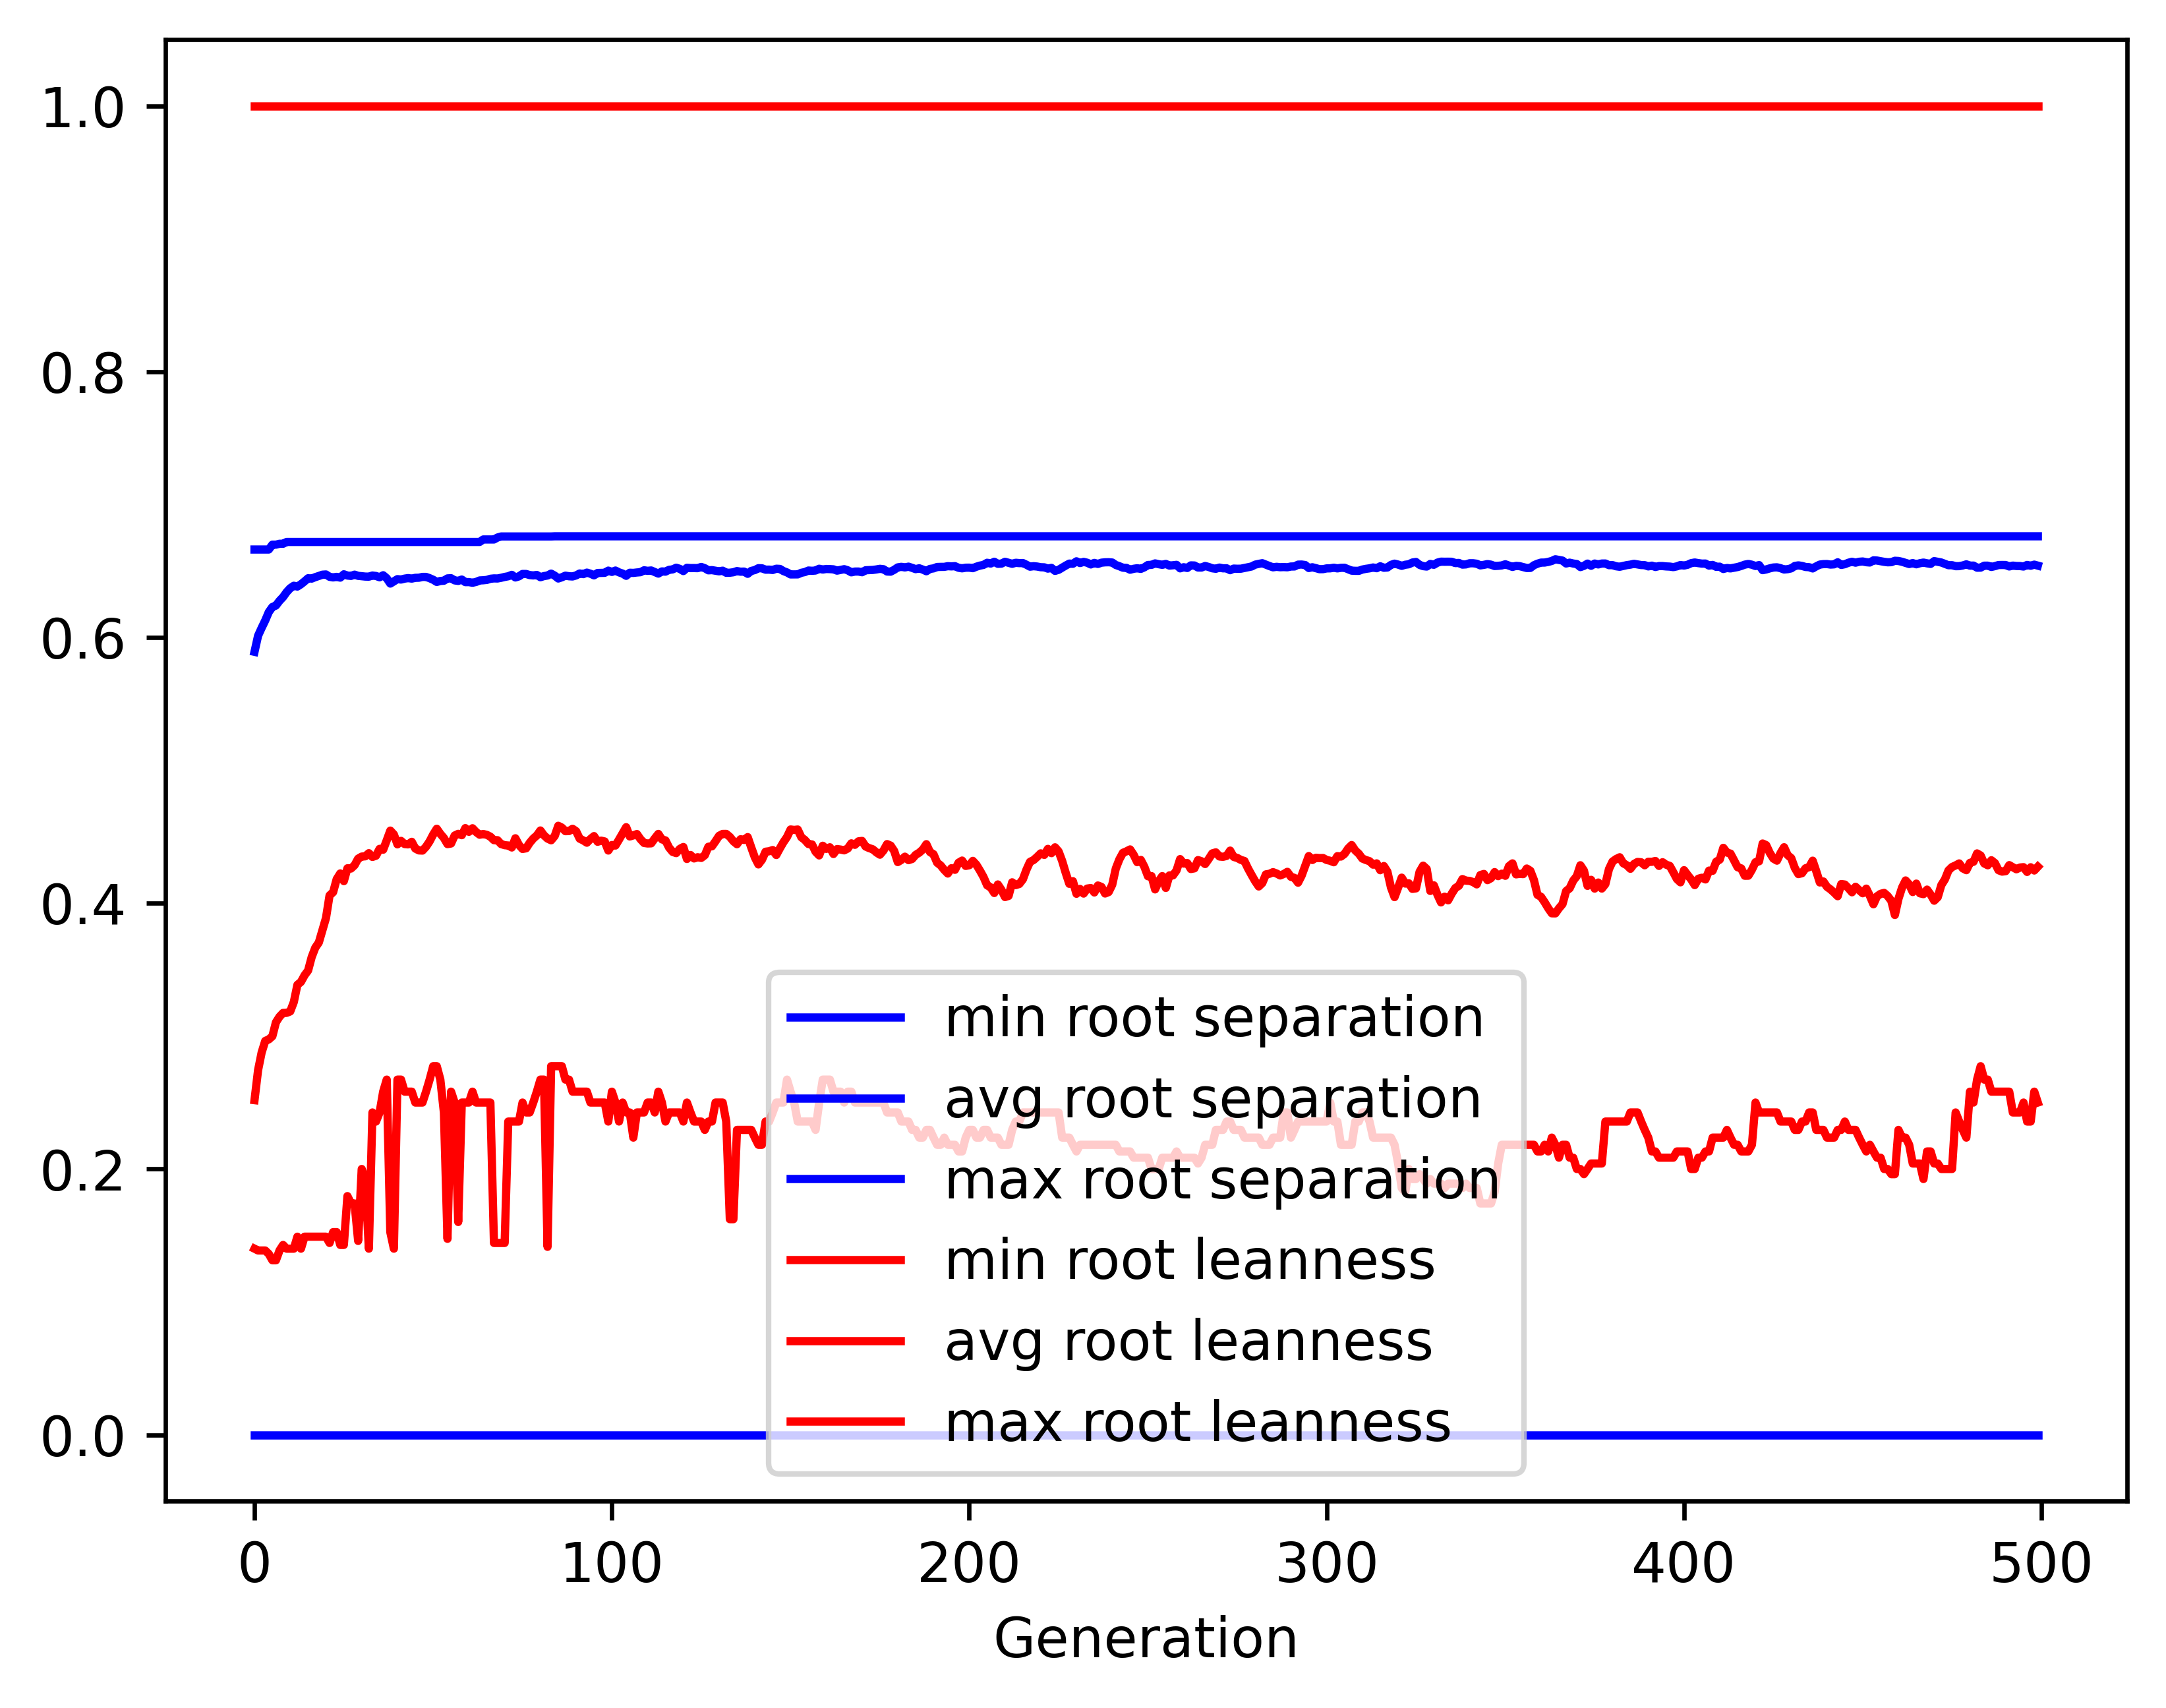 1.0
0.8
0.6
0.4
0.2
0.0
min root separation
avg root separation
max root separation
min root leanness
avg root leanness
max root leanness
0 100 200 300 400 500
Generation